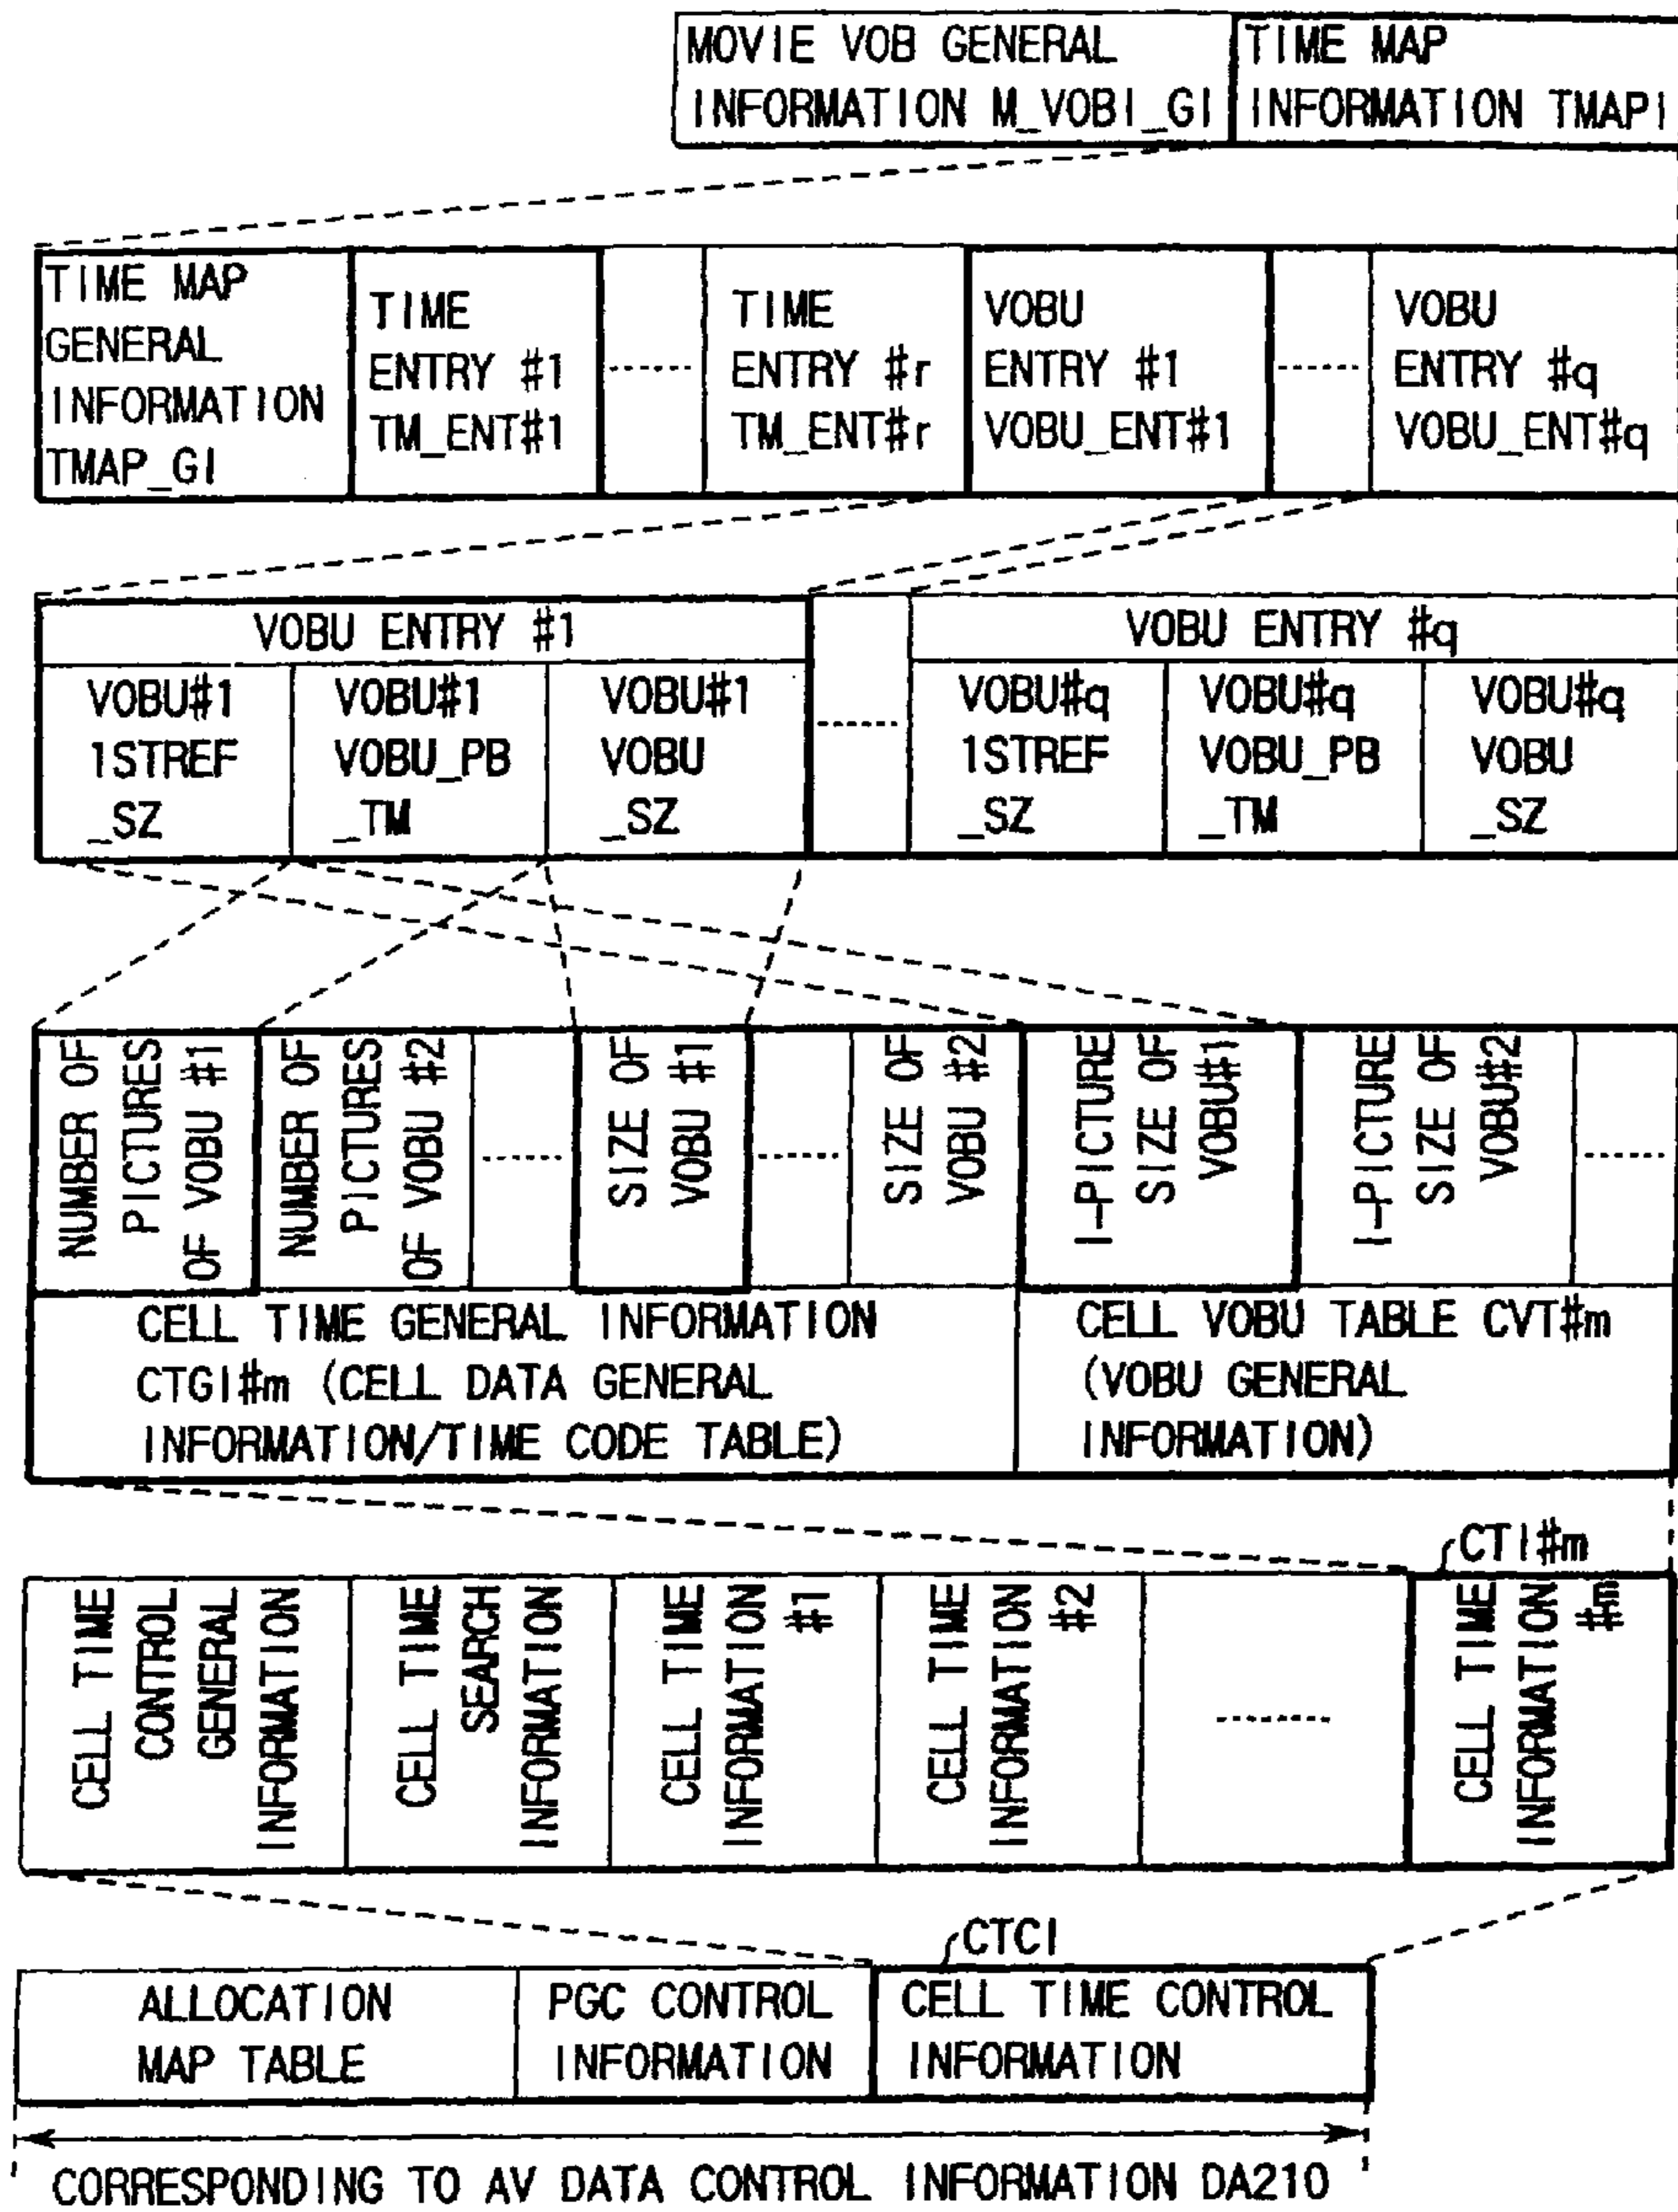 MOVIE VOB GENERAL
INFORMATION M_VOBI_GI
TIME MAP
INFORMATION TMAPI
TIME MAP
GENERAL
INFORMATION
TMAP_GI
TIME
ENTRY #1
TM_ENT#1
TIME
ENTRY #r
TM_ENT#r
VOBU
ENTRY #1
VOBU_ENT#1
VOBU
ENTRY #q
VOBU_ENT#q
VOBU ENTRY #1
VOBU#1
1STREF
_SZ
VOBU#1
VOBU_PB
_TM
VOBU#1
VOBU
_SZ
VOBU ENTRY #q
VOBU#q
1STREF
_SZ
VOBU#q
VOBU_PB
_TM
VOBU#q
VOBU
_SZ
NUMBER OF
PICTURES
OF VOBU #1
NUMBER OF
PICTURES
OF VOBU #2
SIZE OF
VOBU #1
SIZE OF
VOBU #2
I-PICTURE
SIZE OF
VOBU#1
I-PICTURE
SIZE OF
VOBU#2
CELL TIME GENERAL INFORMATION
CTGI#m (CELL DATA GENERAL
INFORMATION/TIME CODE TABLE)
CELL VOBU TABLE CVT#m
(VOBU GENERAL
INFORMATION)
CTI#m
CELL TIME
CONTROL
GENERAL
INFORMATION
CELL TIME
SEARCH
INFORMATION
CELL TIME
INFORMATION
#1
CELL TIME
INFORMATION
#2
CELL TIME
INFORMATION
#m
CTCI
ALLOCATION
MAP TABLE
PGC CONTROL
INFORMATION
CELL TIME CONTROL
INFORMATION
CORRESPONDING TO AV DATA CONTROL INFORMATION DA210